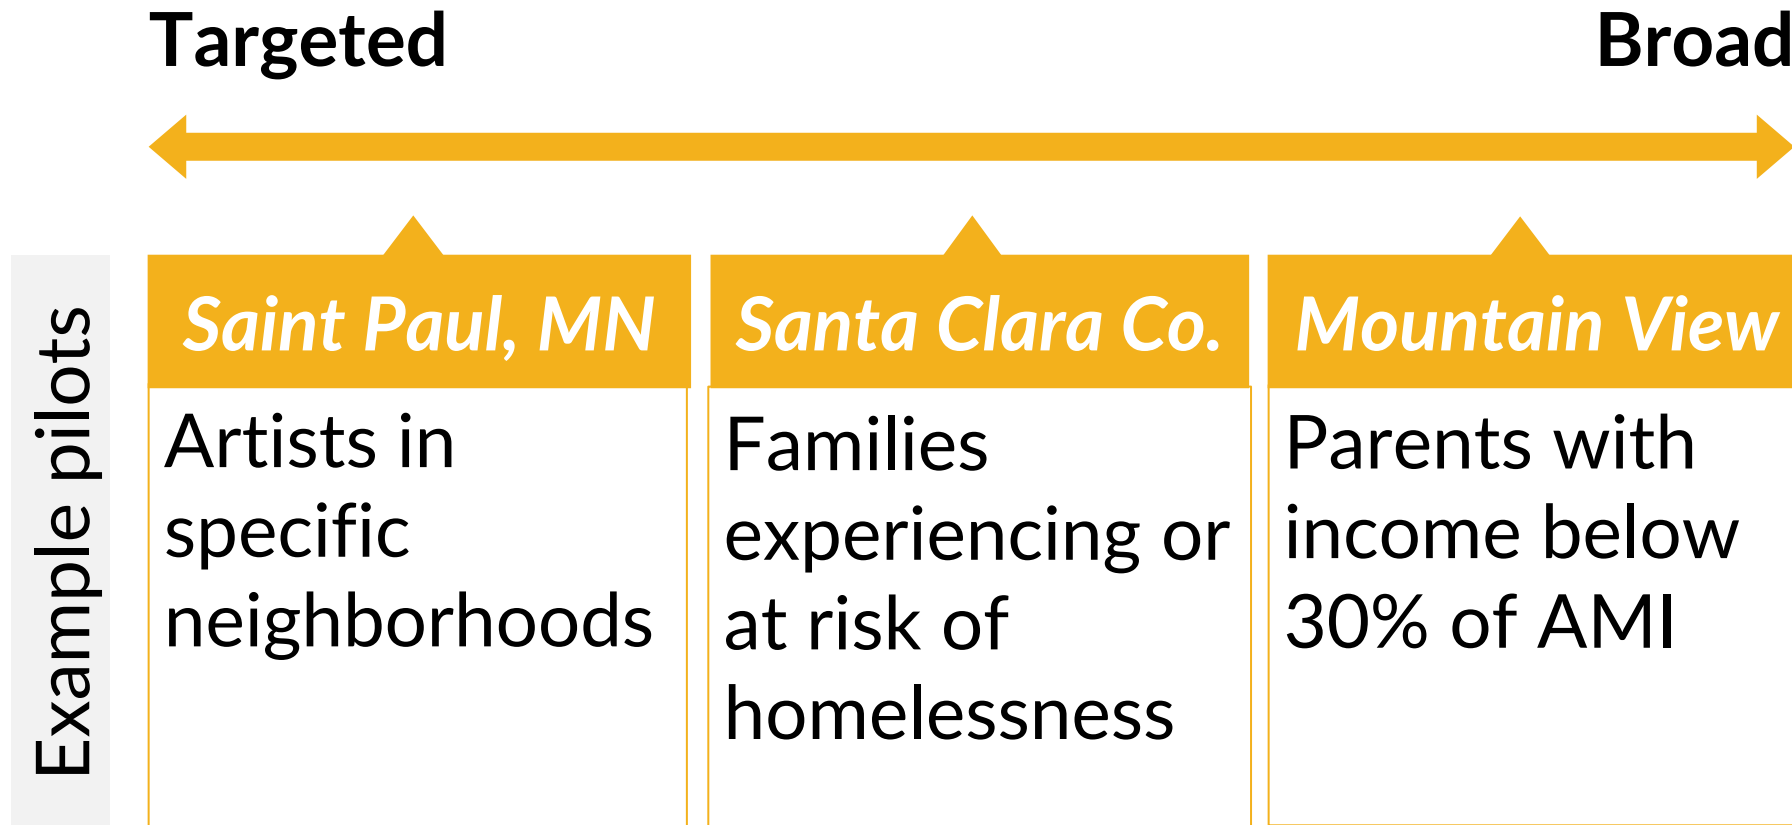 Targeted
Broad
Example pilots
Saint Paul, MN
Artists in
specific
neighborhoods
Santa Clara Co.
Families
experiencing or
at risk of
homelessness
Mountain View
Parents with
income below
30% of AMI